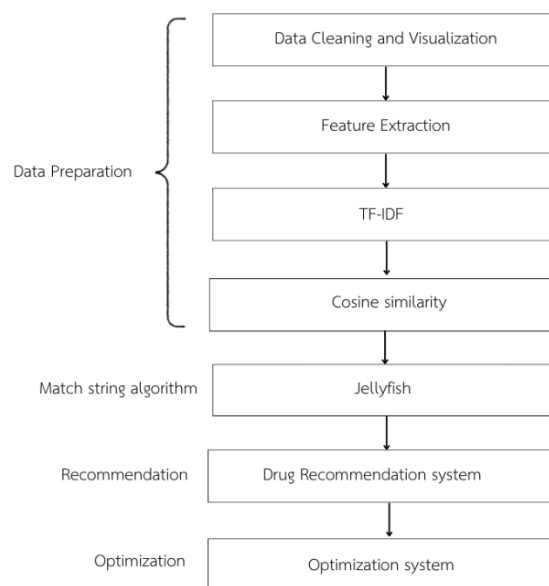 Data Cleaning and Visualization
Feature Extraction
Data Preparation
TF-IDF
Cosine similarity
Match string algorithm
Jellyfish
Recommendation
Drug Recommendation system
Optimization
Optimization system